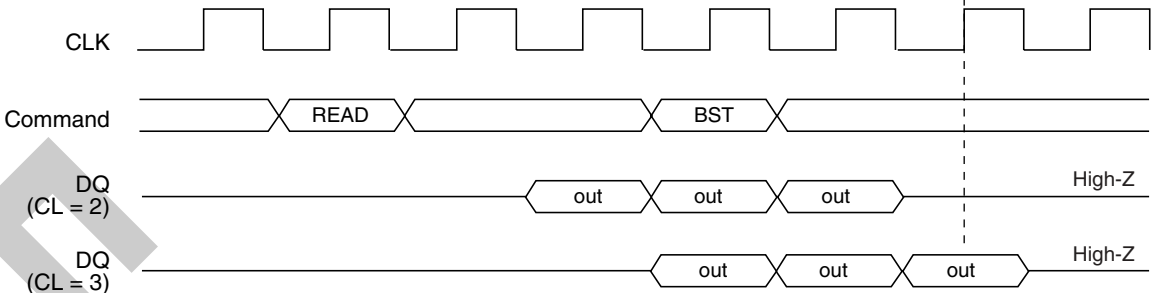 CLK
Command
READ
BST
DQ
(CL = 2)
out
out
out
High-Z
DQ
(CL = 3)
out
out
out
High-Z